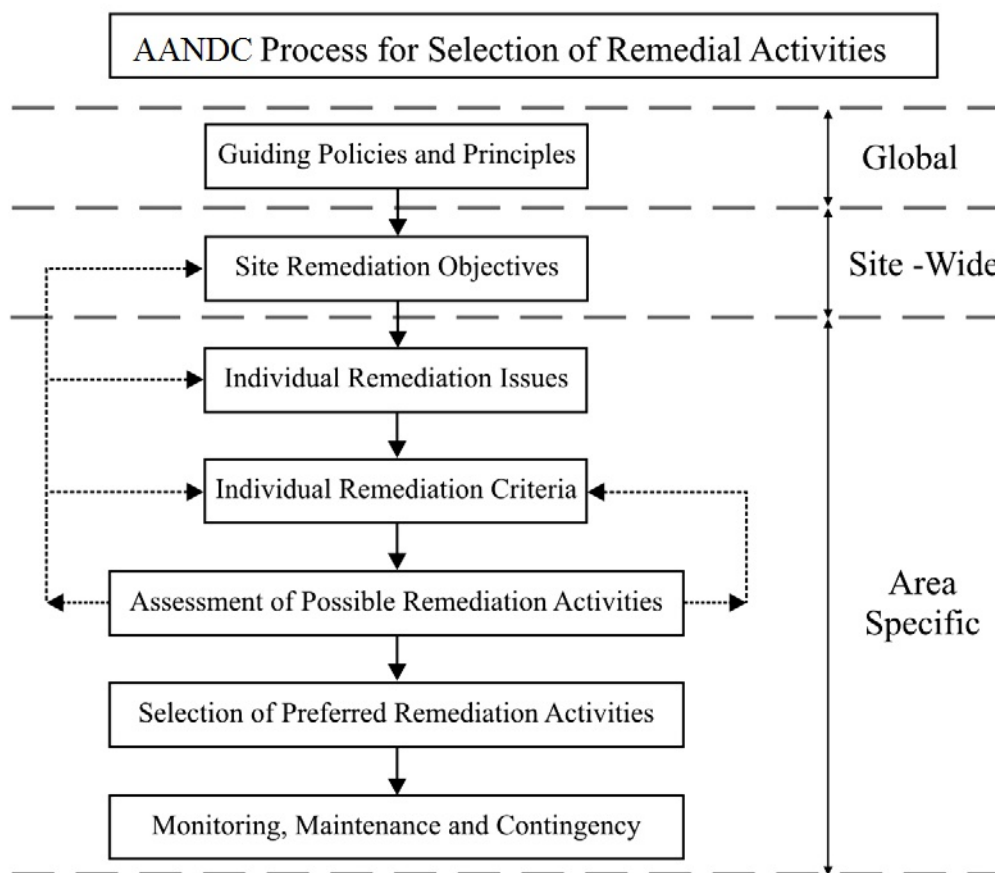 AANDC Process for Selection of Remedial Activities
Guiding Policies and Principles
Global
Site Remediation Objectives
Site -Wide
Individual Remediation Issues
Individual Remediation Criteria
Assessment of Possible Remediation Activities
Area
Specific
Selection of Preferred Remediation Activities
Monitoring, Maintenance and Contingency